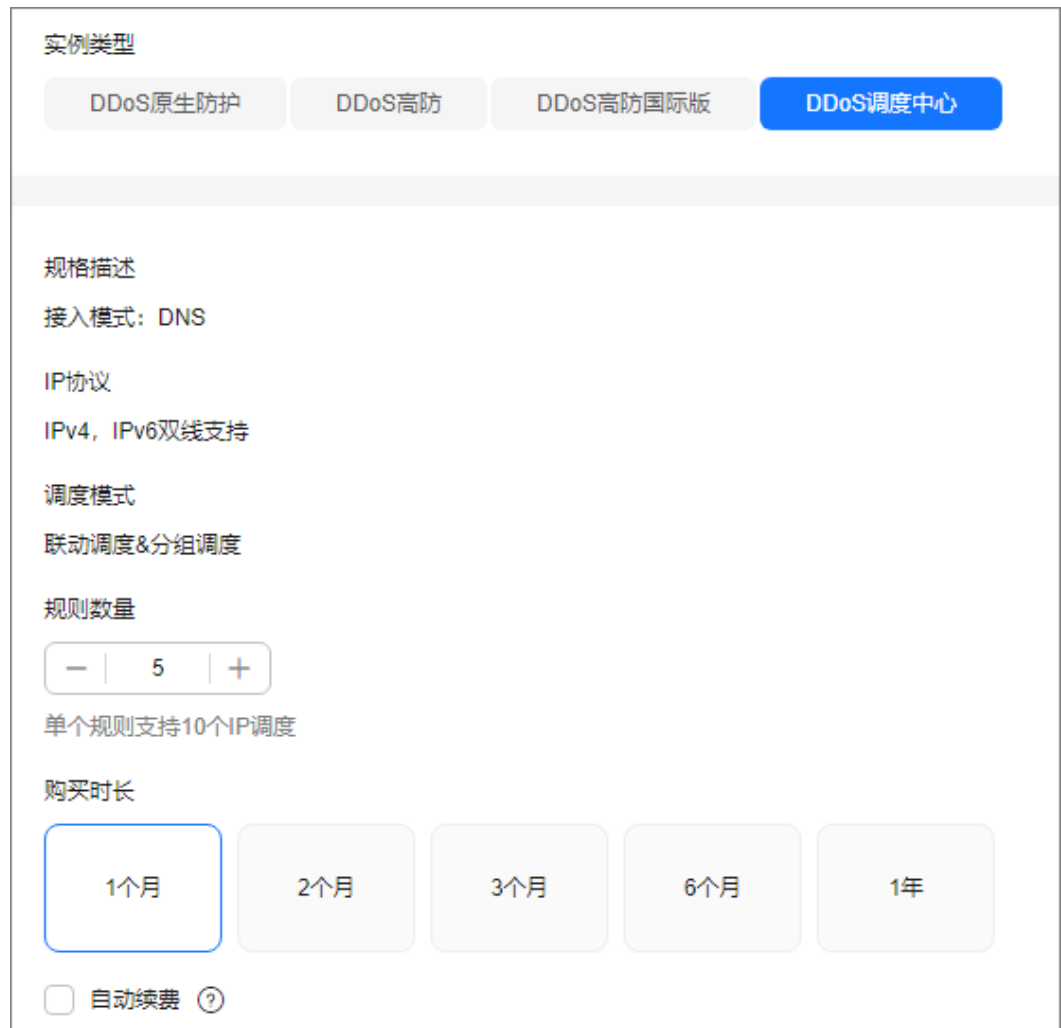 实例类型
DDoS原生防护 DDoS高防 DDoS高防国际版 DDoS调度中心
规格描述
接入模式：DNS
IP协议
IPv4，IPv6双线支持
调度模式
联动调度&分组调度
规则数量
5
单个规则支持10个IP调度
购买时长
1个月 2个月 3个月 6个月 1年
自动续费 ?